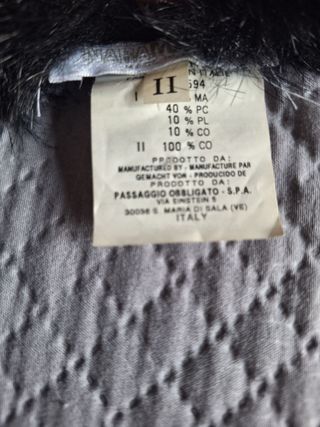 II
594
I % MA
40 % PC
10 % PL
10 % CO
II 100 % CO
PRODOTTO DA:
MANUFACTURED BY - MANUFACTURE PAR
GEMACHT VON - PRODUCIDO DE
PRODOTTO DA:
PASSAGGIO OBBLIGATO - S.P.A.
VIA EINSTEIN 5
30036 S. MARIA DI SALA (VE)
ITALY